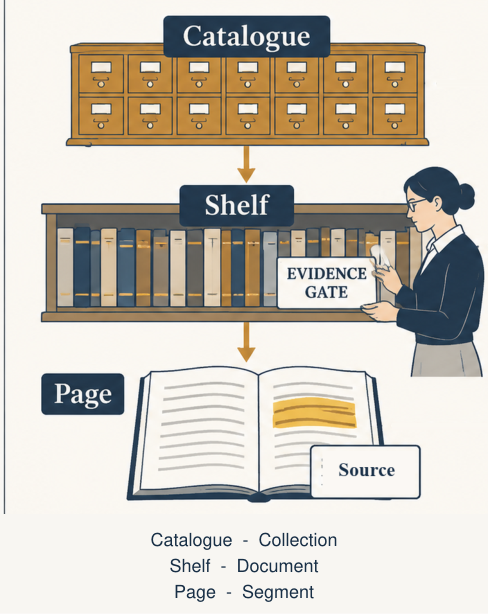 Catalogue
Shelf
EVIDENCE
GATE
Page
Source
Catalogue - Collection
Shelf - Document
Page - Segment